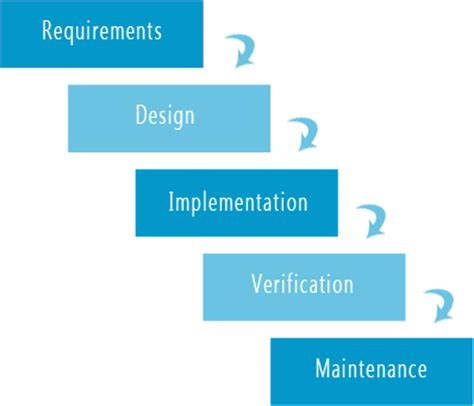 Requirements
Design
Implementation
Verification
Maintenance